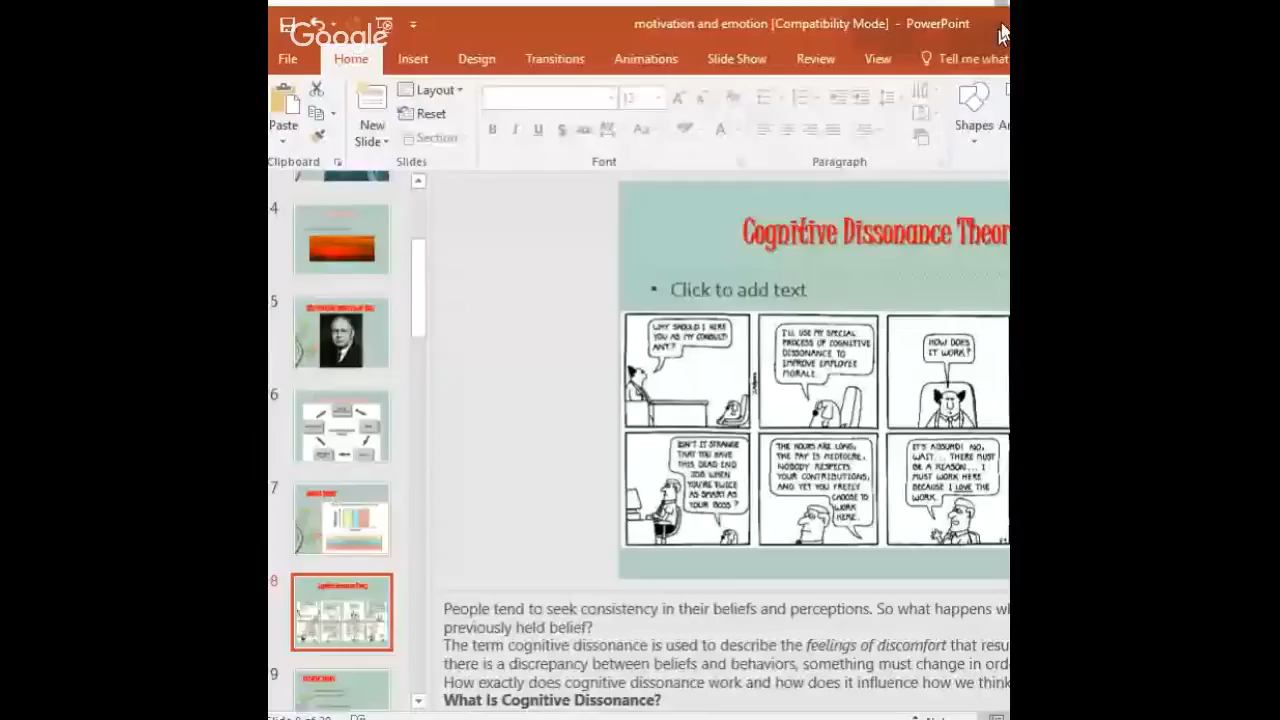 Google
motivation and emotion [Compatibility Mode] - PowerPoint
File Home Insert Design Transitions Animations Slide Show Review View Tell me what
Paste
Clipboard
New
Slide
Layout
Reset
Section
Slides
B I U S abc AV Aa A
Font
Paragraph
Shapes
4
5
6
7
8
9
Cognitive Dissonance Theor
• Click to add text
WHY SHOULD I HIRE
YOU AS MY CONSULT-
ANT?
I'LL USE MY SPECIAL
PROCESS OF COGNITIVE
DISSONANCE TO
IMPROVE EMPLOYEE
MORALE.
HOW DOES
IT WORK?
ISN'T IT STRANGE
THAT YOU HAVE
THIS DEAD END
JOB WHEN
YOU'RE TWICE
AS SMART AS
YOUR BOSS?
THE HOURS ARE LONG,
THE PAY IS MEDIOCRE,
NOBODY RESPECTS
YOUR CONTRIBUTIONS,
AND YET YOU FREELY
CHOOSE TO
WORK
HERE.
IT'S ABSURD! NO,
WAIT... THERE MUST
BE A REASON... I
MUST WORK HERE
BECAUSE I LOVE THE
WORK.
People tend to seek consistency in their beliefs and perceptions. So what happens wh
previously held belief?
The term cognitive dissonance is used to describe the feelings of discomfort that resu
there is a discrepancy between beliefs and behaviors, something must change in ord
How exactly does cognitive dissonance work and how does it influence how we think
What Is Cognitive Dissonance?